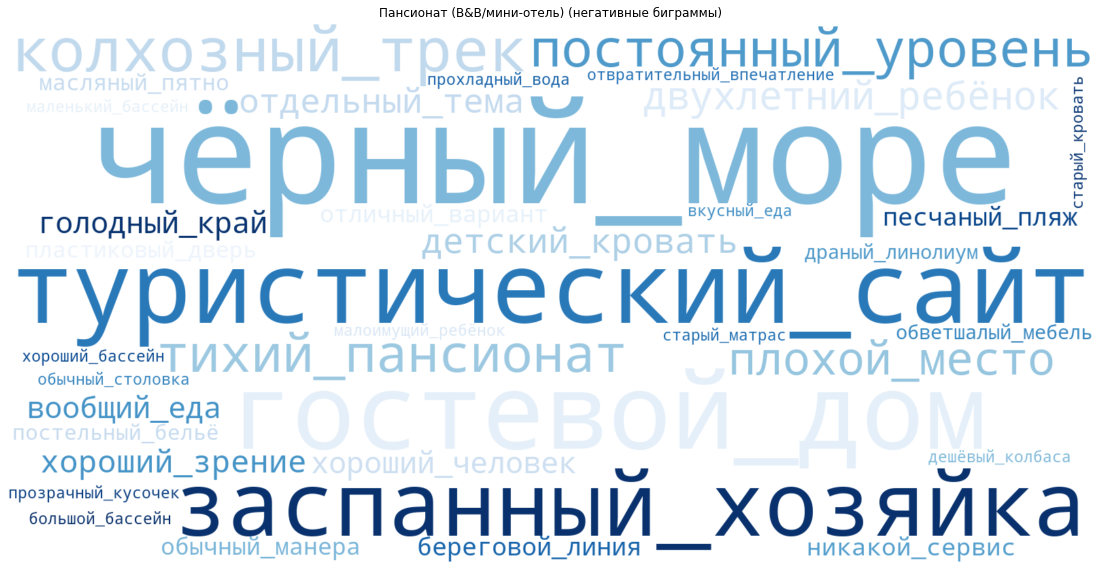 Пансионат (B&B/мини-отель) (негативные биграммы)
колхозный_трек
постоянный_уровень
масляный_пятно
прохладный_вода
отвратительное_впечатление
маленький_бассейн
отдельный_тема
двухлетний_ребёнок
старый_кровать
чёрный_море
голодный_край
отличный_вариант
вкусный_еда
песчаный_пляж
пластиковый_дверь
детский_кровать
драный_линолиум
туристический_сайт
малоимущий_ребёнок
старый_матрас
обветшалый_мебель
хороший_бассейн
тихий_пансионат
плохой_место
обычный_столовка
гостевой_дом
вообщий_еда
постельный_бельё
хороший_зрение
хороший_человек
дешёвый_колбаса
прозрачный_кусочек
заспанный_хозяйка
большой_бассейн
обычный_манера
береговой_линия
никакой_сервис